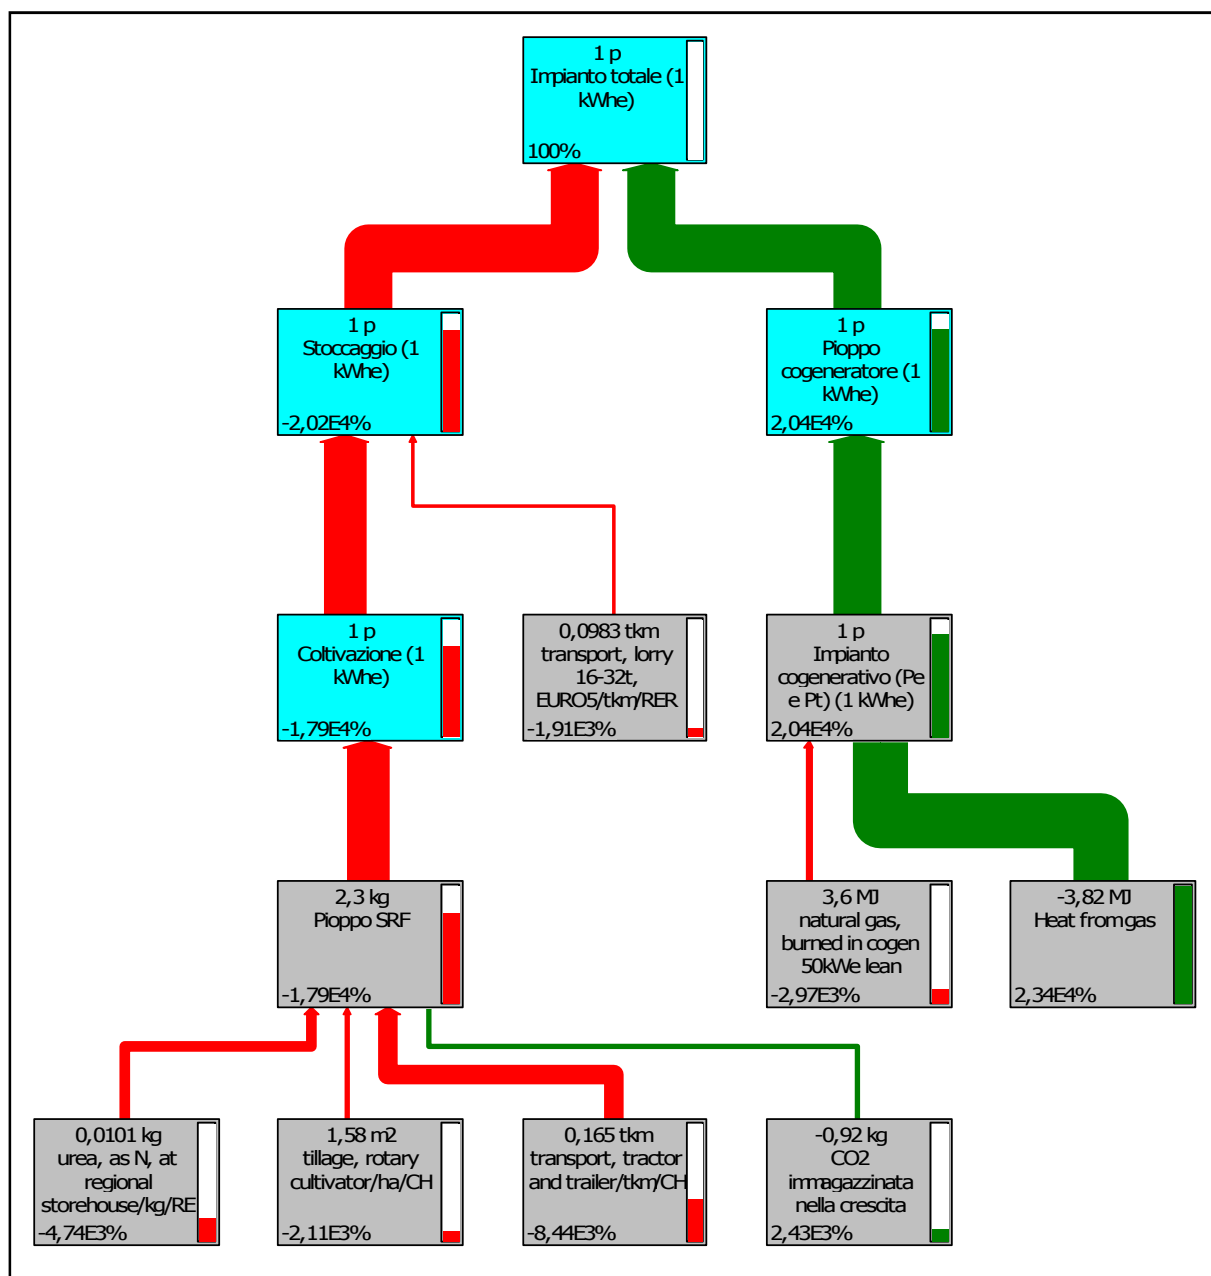 1 p
Impianto totale (1
kWhe)
100%
1 p
Stoccaggio (1
kWhe)
-2,02E4%
1 p
Pioppo
cogeneratore (1
kWhe)
2,04E4%
1 p
Coltivazione (1
kWhe)
-1,79E4%
0,0983 tkm
transport, lorry
16-32t,
EURO5/tkm/RER
-1,91E3%
1 p
Impianto
cogenerativo (Pe
e Pt) (1 kWhe)
2,04E4%
2,3 kg
Pioppo SRF
-1,79E4%
3,6 MJ
natural gas,
burned in cogen
50kWe lean
-2,97E3%
-3,82 MJ
Heat from gas
2,34E4%
0,0101 kg
urea, as N, at
regional
storehouse/kg/RE
-4,74E3%
1,58 m2
tillage, rotary
cultivator/ha/CH
-2,11E3%
0,165 tkm
transport, tractor
and trailer/tkm/CH
-8,44E3%
-0,92 kg
CO2
immagazzinata
nella crescita
2,43E3%